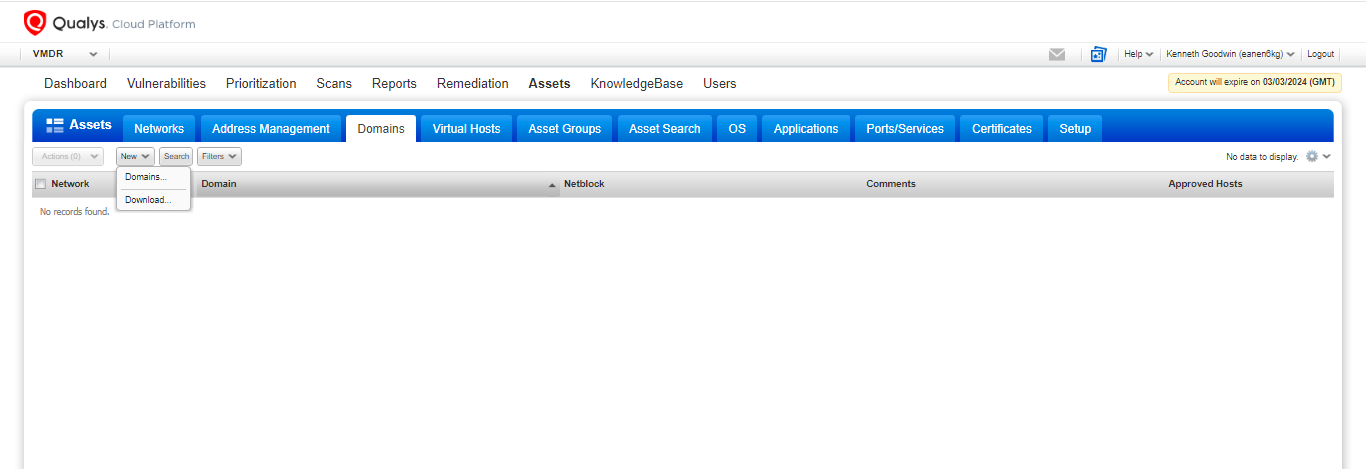 Qualys. Cloud Platform
VMDR
Help
Kenneth Goodwin (eanen6kg)
Logout
Dashboard Vulnerabilities Prioritization Scans Reports Remediation Assets KnowledgeBase Users
Account will expire on 03/03/2024 (GMT)
Assets Networks Address Management Domains Virtual Hosts Asset Groups Asset Search OS Applications Ports/Services Certificates Setup
Actions (0) New Search Filters
No data to display.
Network Domain Netblock Comments Approved Hosts
Domains...
Download...
No records found.